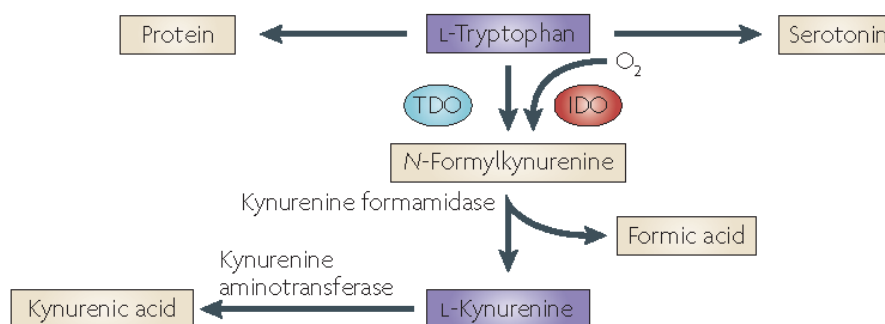 Protein
L-Tryptophan
Serotonin
O2
TDO
IDO
N-Formylkynurenine
Kynurenine formamidase
Formic acid
Kynurenine
aminotransferase
Kynurenic acid
L-Kynurenine